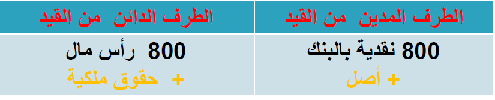 الطرف المدين من القيد
الطرف الدائن من القيد
800 نقدية بالبنك
+ أصل
800 رأس مال
+ حقوق ملكية